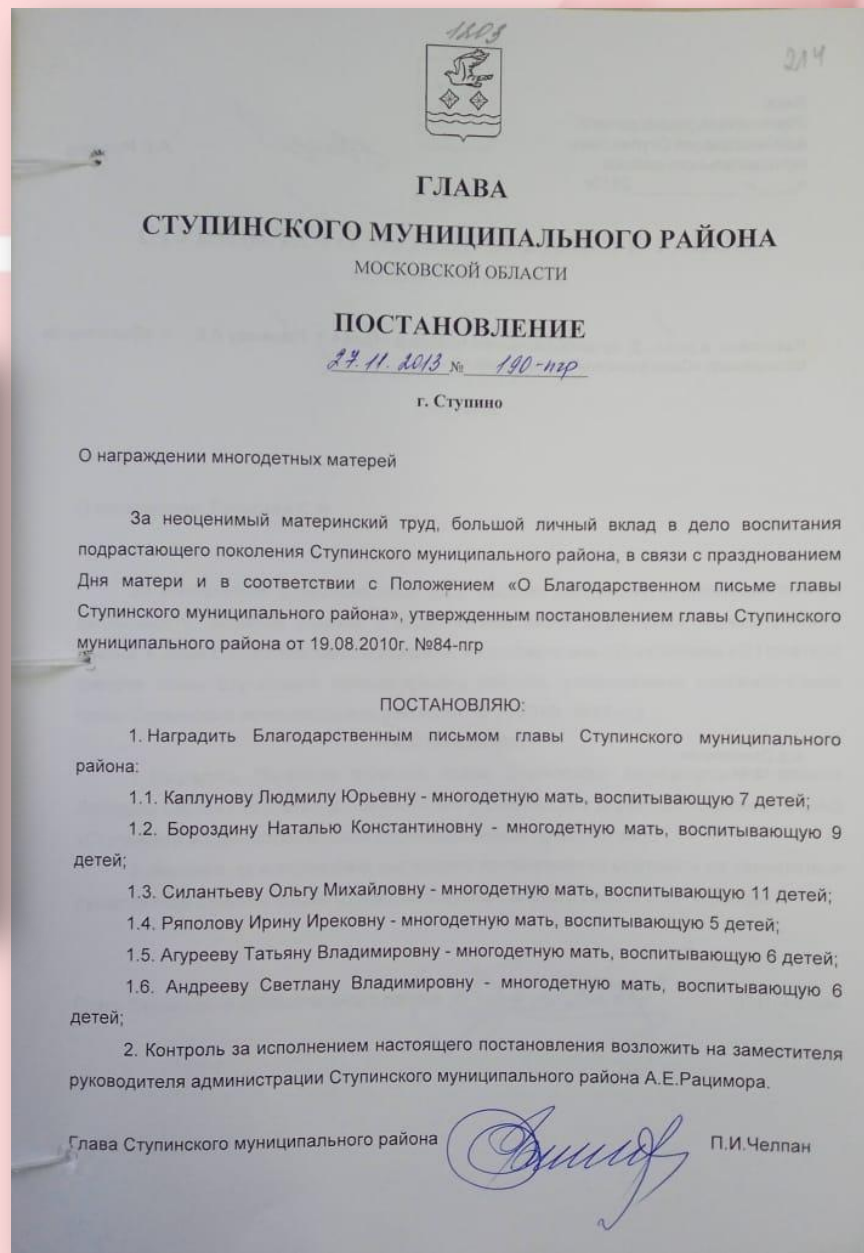 1203
214
ГЛАВА
СТУПИНСКОГО МУНИЦИПАЛЬНОГО РАЙОНА
МОСКОВСКОЙ ОБЛАСТИ
ПОСТАНОВЛЕНИЕ
27.11.2013 № 190-пгр
г. Ступино
О награждении многодетных матерей
За неоценимый материнский труд, большой личный вклад в дело воспитания
подрастающего поколения Ступинского муниципального района, в связи с празднованием
Дня матери и в соответствии с Положением «О Благодарственном письме главы
Ступинского муниципального района», утвержденным постановлением главы Ступинского
муниципального района от 19.08.2010г. №84-пгр
ПОСТАНОВЛЯЮ:
1. Наградить Благодарственным письмом главы Ступинского муниципального
района:
1.1. Каплунову Людмилу Юрьевну - многодетную мать, воспитывающую 7 детей;
1.2. Бороздину Наталью Константиновну - многодетную мать, воспитывающую 9
детей;
1.3. Силантьеву Ольгу Михайловну - многодетную мать, воспитывающую 11 детей;
1.4. Ряполову Ирину Ирековну - многодетную мать, воспитывающую 5 детей;
1.5. Агурееву Татьяну Владимировну - многодетную мать, воспитывающую 6 детей;
1.6. Андрееву Светлану Владимировну - многодетную мать, воспитывающую 6
детей;
2. Контроль за исполнением настоящего постановления возложить на заместителя
руководителя администрации Ступинского муниципального района А.Е.Рацимора.
Глава Ступинского муниципального района П.И.Челпан